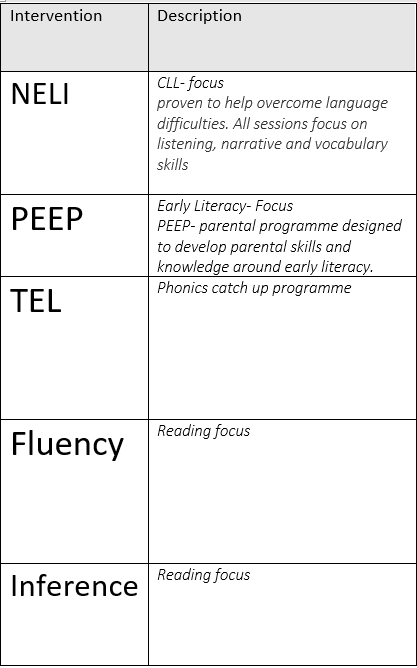 Intervention
Description
NELI
CLL- focus
proven to help overcome language
difficulties. All sessions focus on
listening, narrative and vocabulary
skills
PEEP
Early Literacy- Focus
PEEP- parental programme designed
to develop parental skills and
knowledge around early literacy.
TEL
Phonics catch up programme
Fluency
Reading focus
Inference
Reading focus